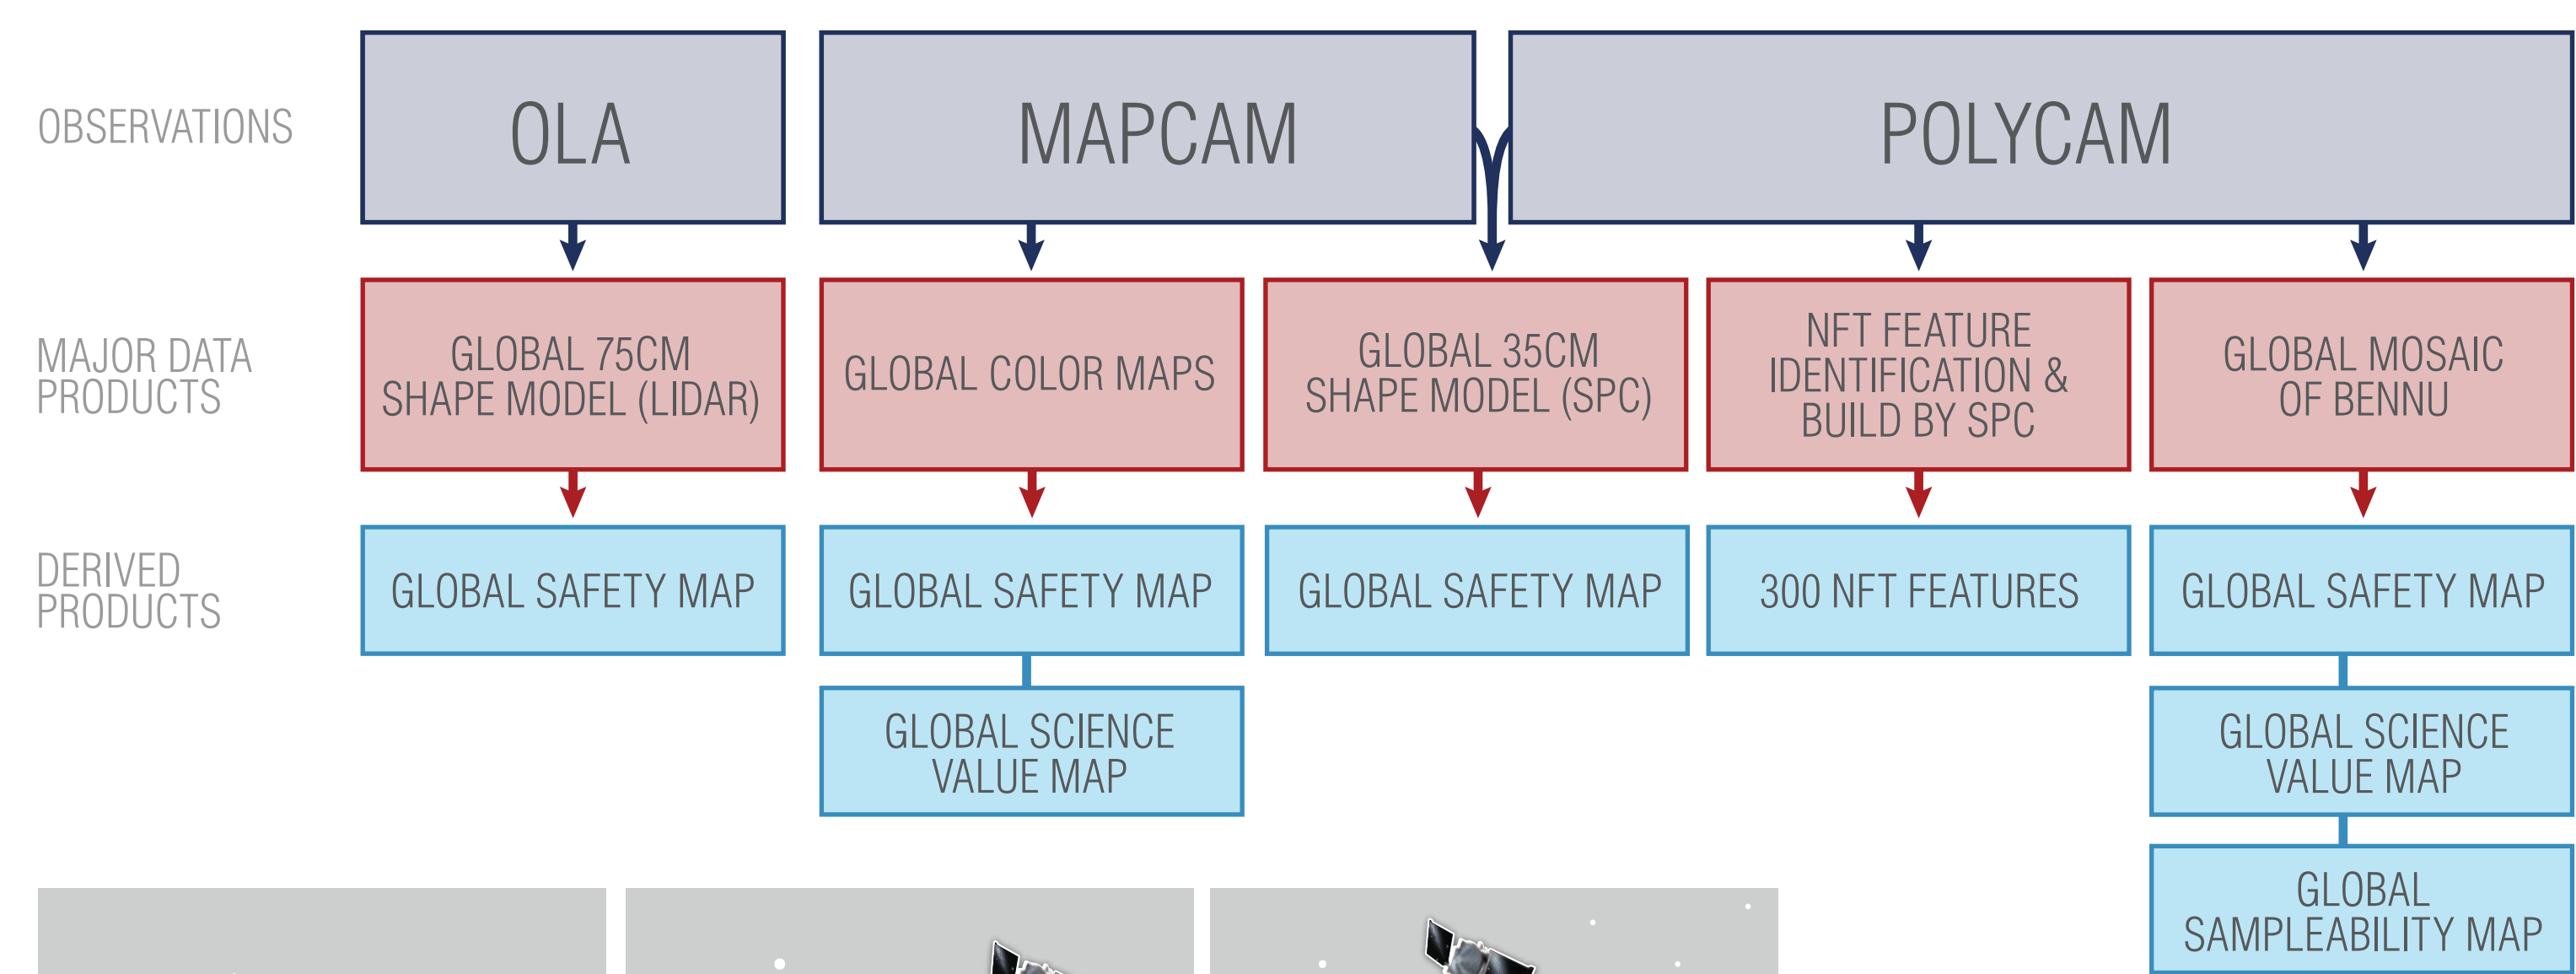 OBSERVATIONS
OLA
MAPCAM
POLYCAM
MAJOR DATA
PRODUCTS
GLOBAL 75CM
SHAPE MODEL (LIDAR)
GLOBAL COLOR MAPS
GLOBAL 35CM
SHAPE MODEL (SPC)
NFT FEATURE
IDENTIFICATION &
BUILD BY SPC
GLOBAL MOSAIC
OF BENNU
DERIVED
PRODUCTS
GLOBAL SAFETY MAP
GLOBAL SAFETY MAP
GLOBAL SAFETY MAP
300 NFT FEATURES
GLOBAL SAFETY MAP
GLOBAL SCIENCE
VALUE MAP
GLOBAL SCIENCE
VALUE MAP
GLOBAL
SAMPLEABILITY MAP